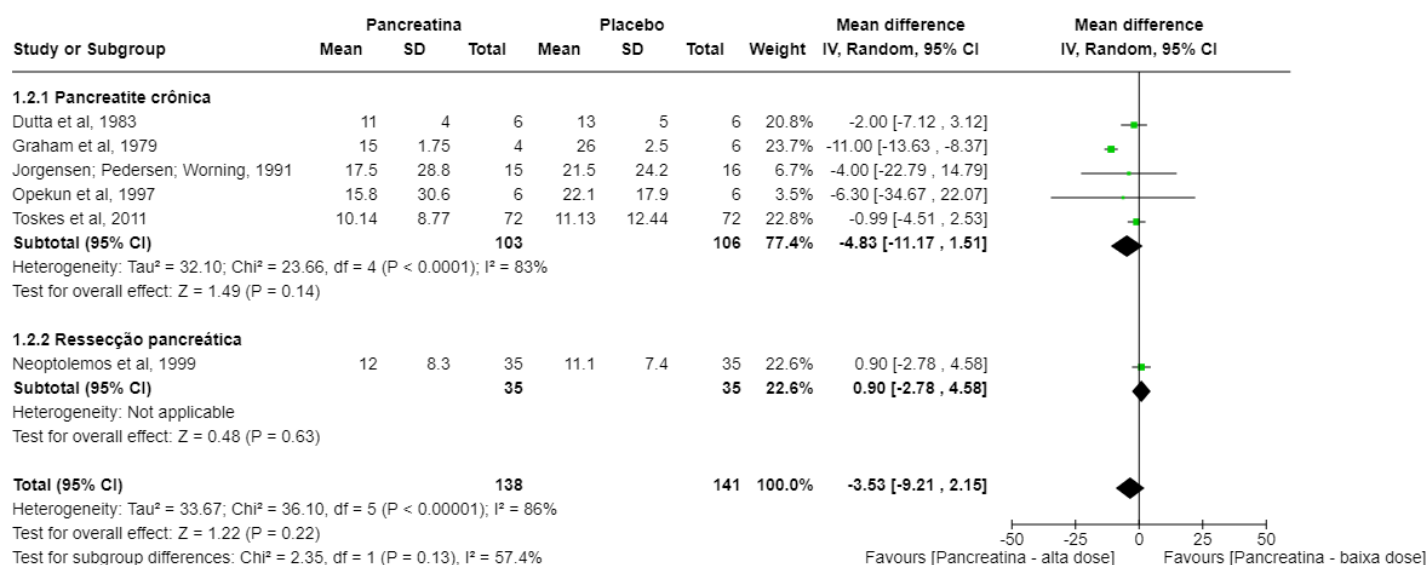 Pancreatina Placebo Mean difference Mean difference
Study or Subgroup Mean SD Total Mean SD Total Weight IV, Random, 95% CI IV, Random, 95% CI
1.2.1 Pancreatite crônica
Dutta et al, 1983 11 4 6 13 5 6 20.8% -2.00 [-7.12 , 3.12]
Graham et al, 1979 15 1.75 4 26 2.5 6 23.7% -11.00 [-13.63 , -8.37]
Jorgensen; Pedersen; Worning, 1991 17.5 28.8 15 21.5 24.2 16 6.7% -4.00 [-22.79 , 14.79]
Opekun et al, 1997 15.8 30.6 6 22.1 17.9 6 3.5% -6.30 [-34.67 , 22.07]
Toskes et al, 2011 10.14 8.77 72 11.13 12.44 72 22.8% -0.99 [-4.51 , 2.53]
Subtotal (95% CI) 103 106 77.4% -4.83 [-11.17 , 1.51]
Heterogeneity: Tau² = 32.10; Chi² = 23.66, df = 4 (P < 0.0001); I² = 83%
Test for overall effect: Z = 1.49 (P = 0.14)
1.2.2 Ressecção pancreática
Neoptolemos et al, 1999 12 8.3 35 11.1 7.4 35 22.6% 0.90 [-2.78 , 4.58]
Subtotal (95% CI) 35 35 22.6% 0.90 [-2.78 , 4.58]
Heterogeneity: Not applicable
Test for overall effect: Z = 0.48 (P = 0.63)
Total (95% CI) 138 141 100.0% -3.53 [-9.21 , 2.15]
Heterogeneity: Tau² = 33.67; Chi² = 36.10, df = 5 (P < 0.00001); I² = 86%
Test for overall effect: Z = 1.22 (P = 0.22)
-50 -25 0 25 50
Test for subgroup differences: Chi² = 2.35, df = 1 (P = 0.13), I² = 57.4% Favours [Pancreatina - alta dose] Favours [Pancreatina - baixa dose]